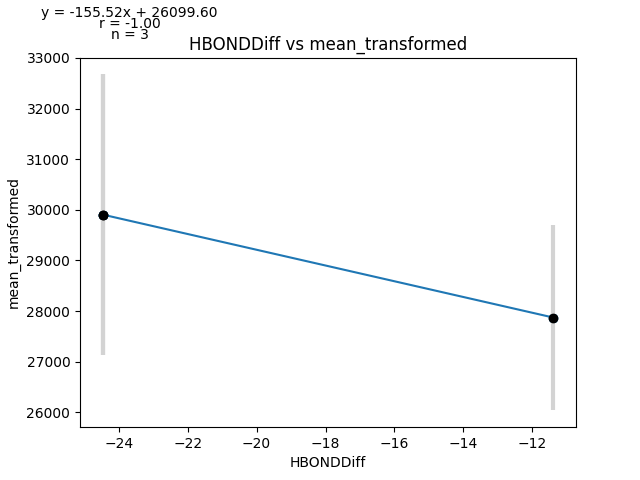 y = -155.52x + 26099.60
r = -1.00
n = 3
HBONDDiff vs mean_transformed
33000
32000
31000
30000
29000
28000
27000
26000
mean_transformed
−24
−22
−20
−18
−16
−14
−12
HBONDDiff